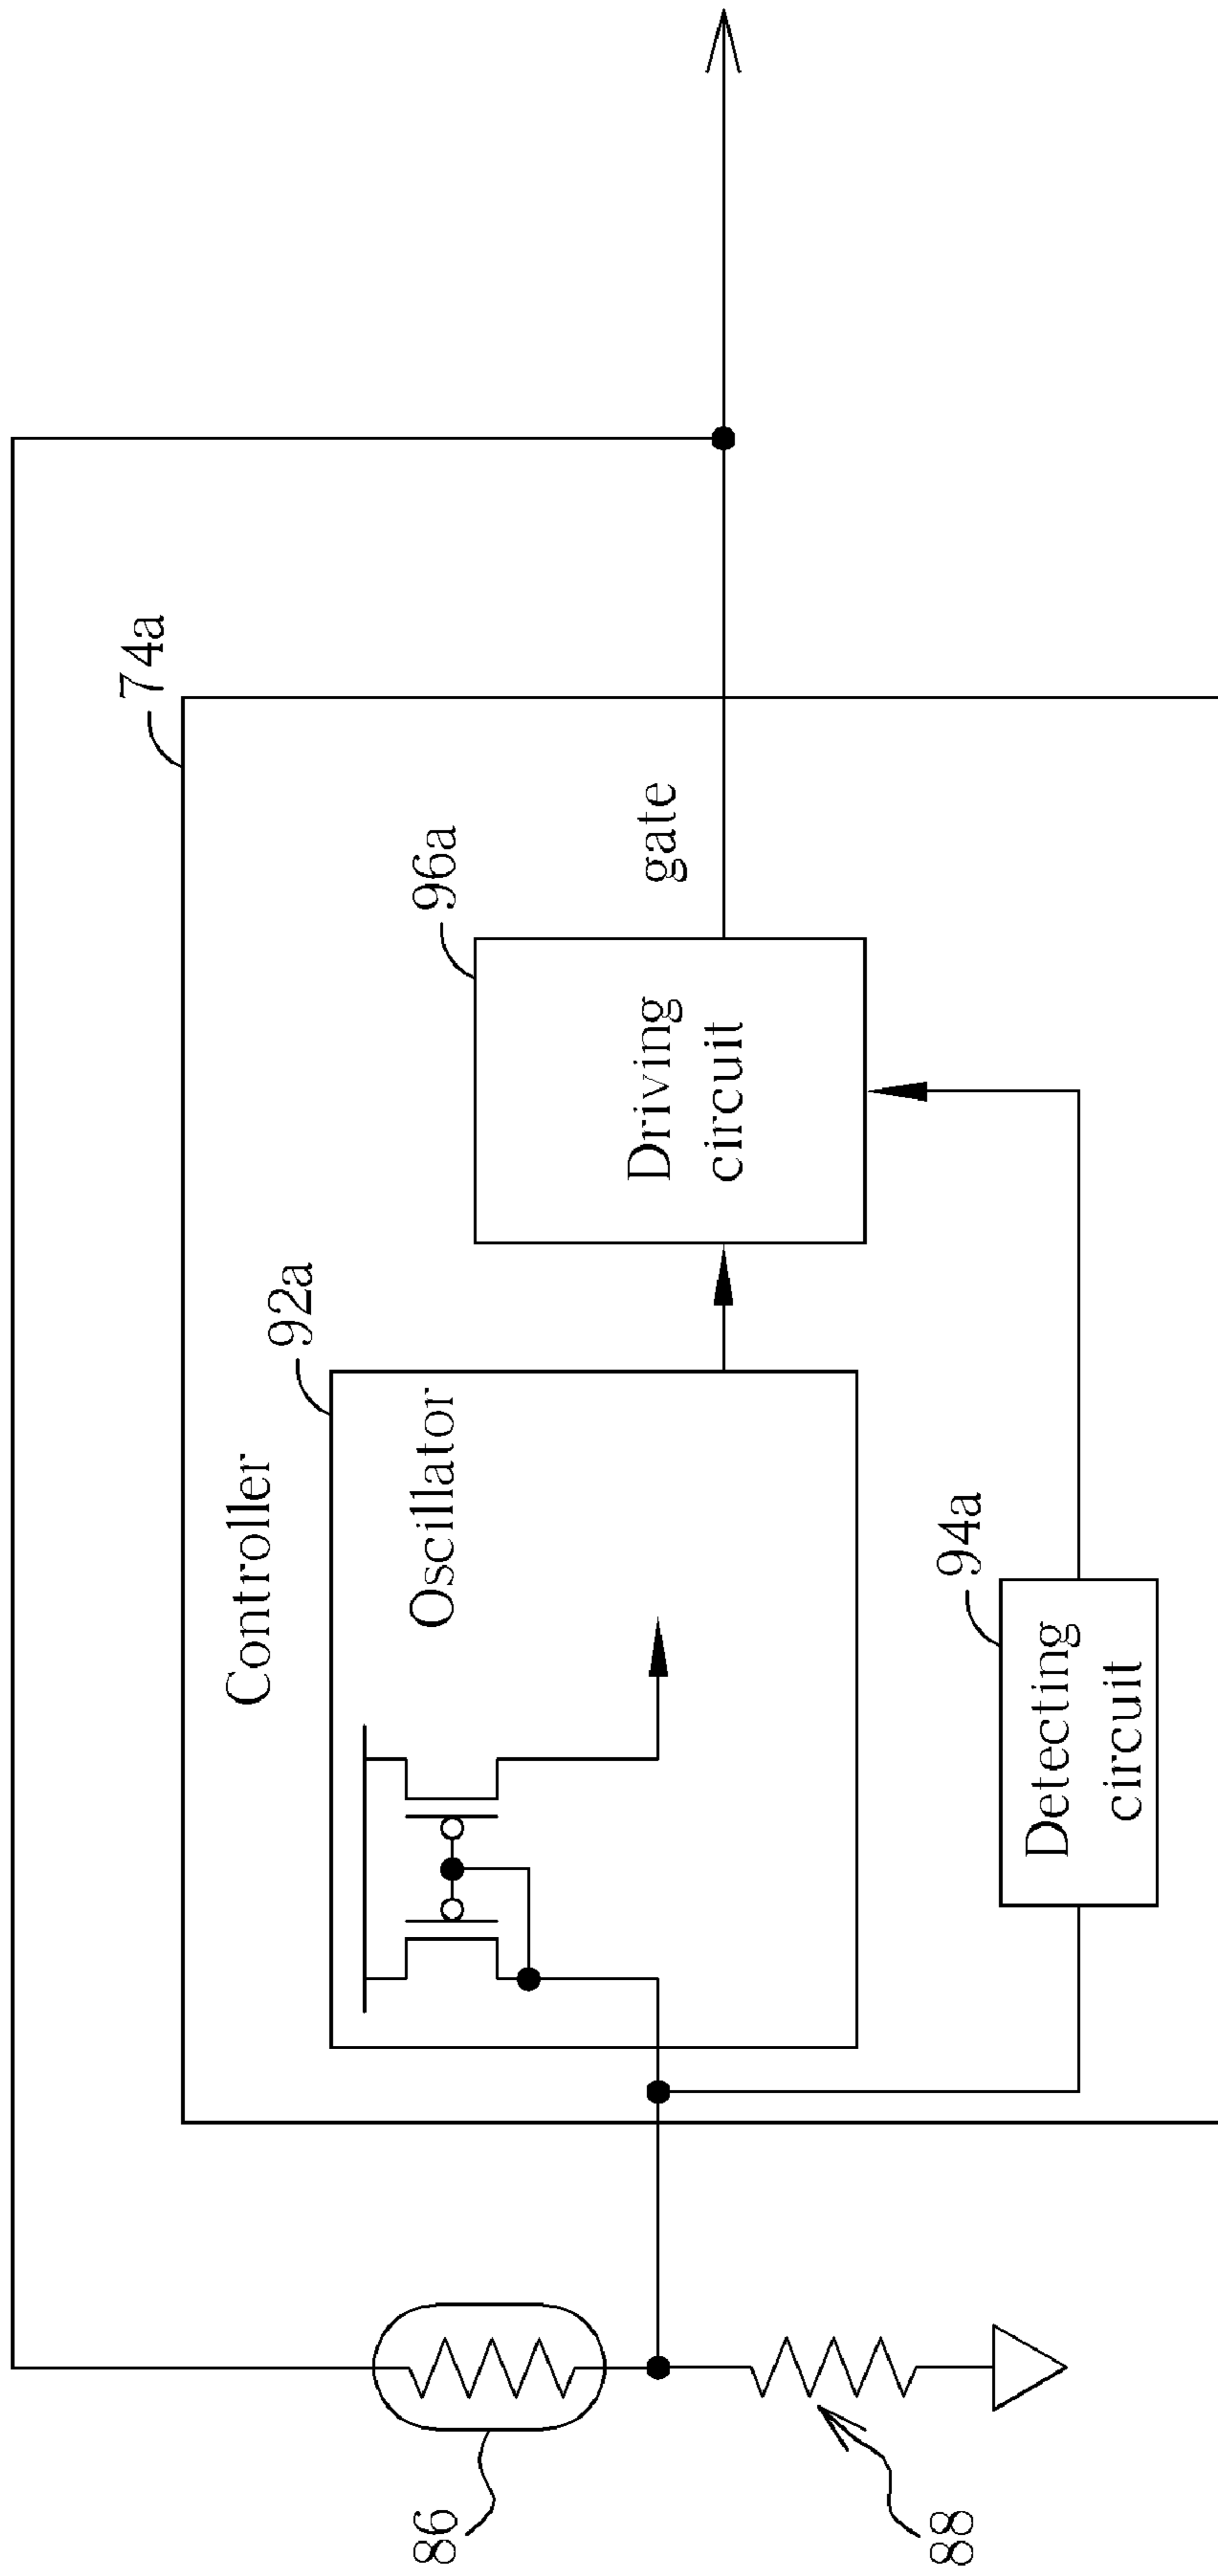 74a
Controller
92a
Oscillator
96a
Driving
circuit
gate
94a
Detecting
circuit
86
88